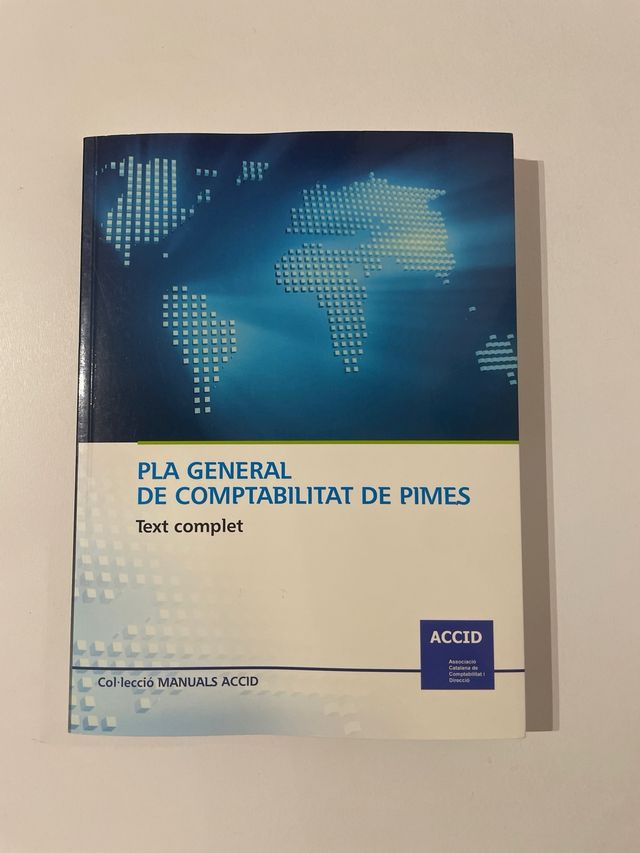 PLA GENERAL
DE COMPTABILITAT DE PIMES
Text complet
ACCID
Associació
Catalana de
Comptabilitat i
Direcció
Col·lecció MANUALS ACCID